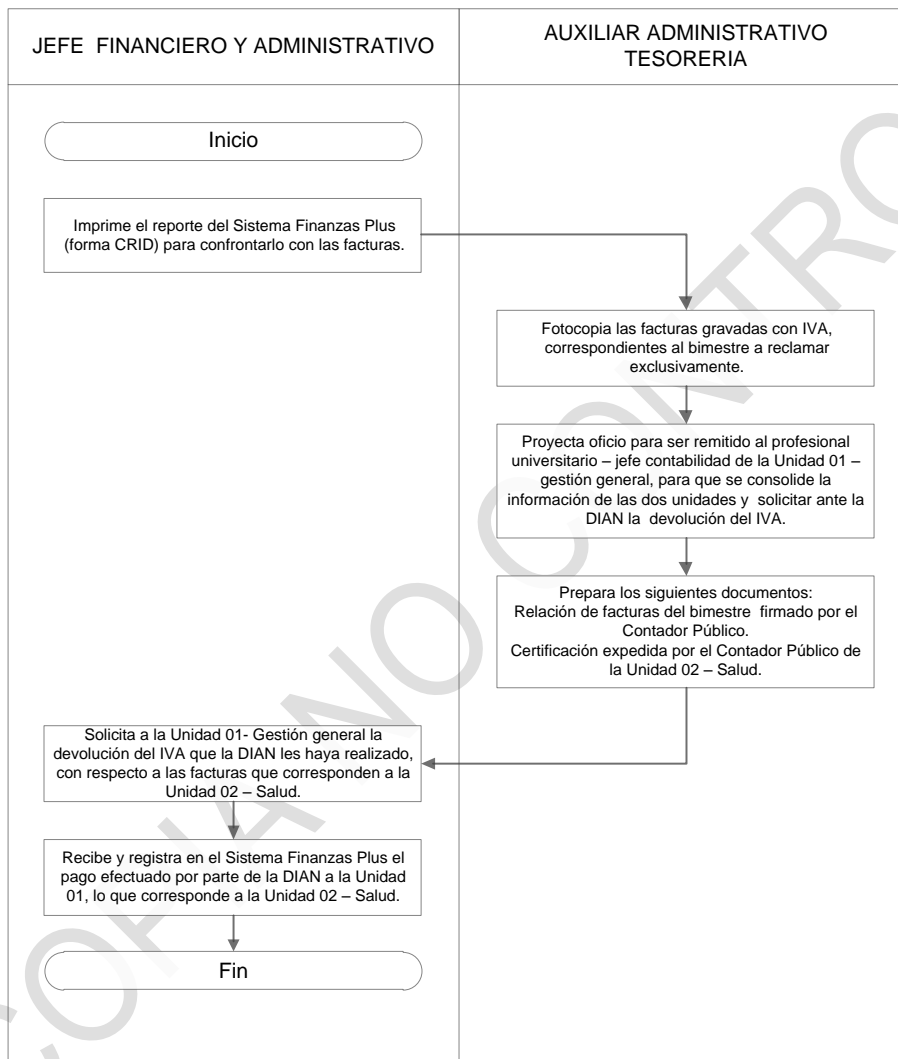 JEFE FINANCIERO Y ADMINISTRATIVO
AUXILIAR ADMINISTRATIVO
TESORERIA
Inicio
Imprime el reporte del Sistema Finanzas Plus
(forma CRID) para confrontarlo con las facturas.
Fotocopia las facturas gravadas con IVA,
correspondientes al bimestre a reclamar
exclusivamente.
Proyecta oficio para ser remitido al profesional
universitario – jefe contabilidad de la Unidad 01 –
gestión general, para que se consolide la
información de las dos unidades y solicitar ante la
DIAN la devolución del IVA.
Prepara los siguientes documentos:
Relación de facturas del bimestre firmado por el
Contador Público.
Certificación expedida por el Contador Público de
la Unidad 02 – Salud.
Solicita a la Unidad 01- Gestión general la
devolución del IVA que la DIAN les haya realizado,
con respecto a las facturas que corresponden a la
Unidad 02 – Salud.
Recibe y registra en el Sistema Finanzas Plus el
pago efectuado por parte de la DIAN a la Unidad
01, lo que corresponde a la Unidad 02 – Salud.
Fin
COPIA NO CONTRO